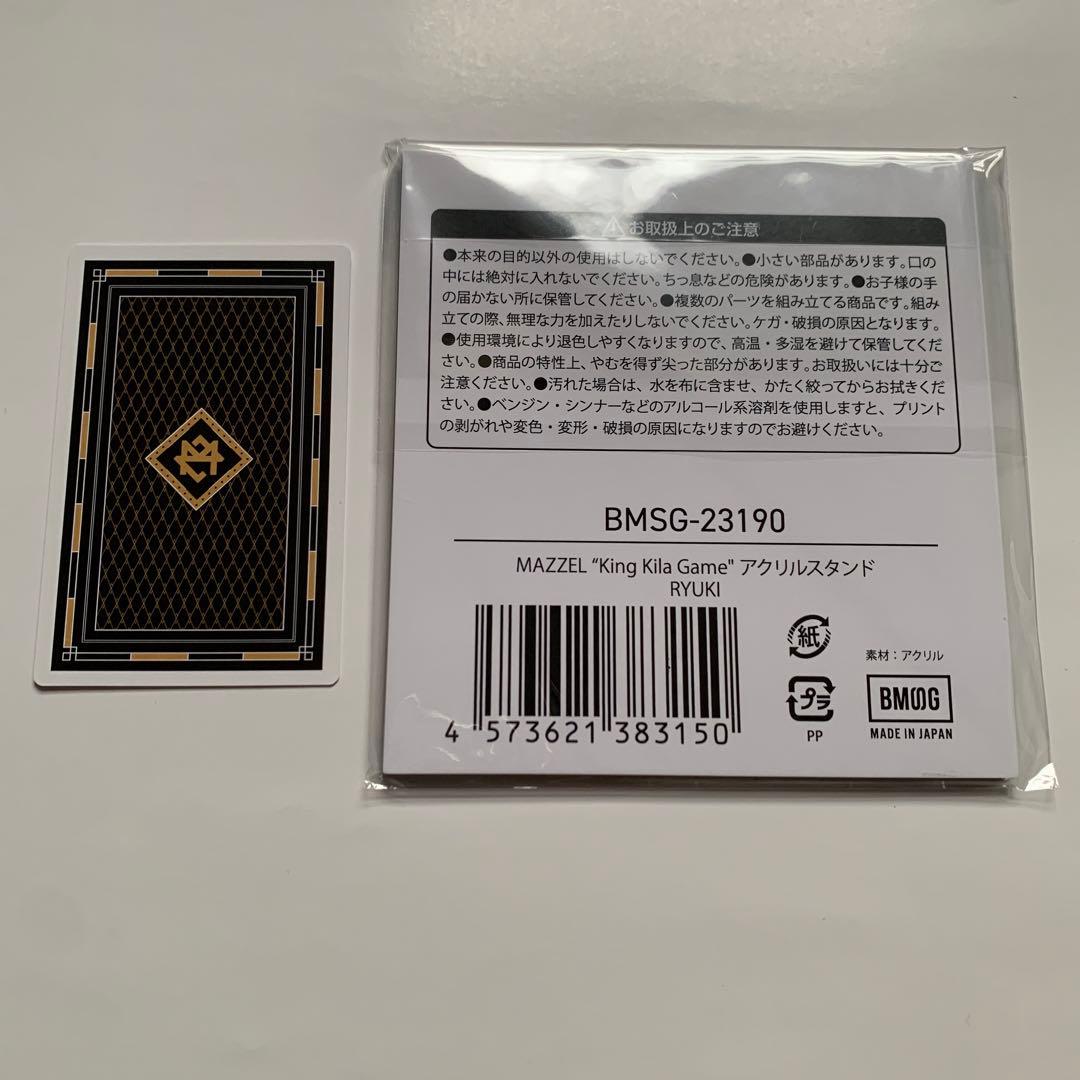 お取扱上のご注意
●本来の目的以外の使用はしないでください。●小さい部品があります。口の
中には絶対に入れないでください。ちっ息などの危険があります。●お子様の手
の届かない所に保管してください。●複数のパーツを組み立てる商品です。組み
立ての際、無理な力を加えたりしないでください。ケガ・破損の原因となります。
●使用環境により退色しやすくなりますので、高温・多湿を避けて保管してくだ
さい。●商品の特性上、やむを得ず尖った部分があります。お取扱いには十分ご
注意ください。●汚れた場合は、水を布に含ませ、かたく絞ってからお拭きくださ
い。●ベンジン・シンナーなどのアルコール系溶剤を使用しますと、プリント
の剥がれや変色・変形・破損の原因になりますのでお避けください。
BMSG-23190
MAZZEL “King Kila Game" アクリルスタンド
RYUKI
紙
素材：アクリル
プラ
PP
BMSG
MADE IN JAPAN
4 573621 383150